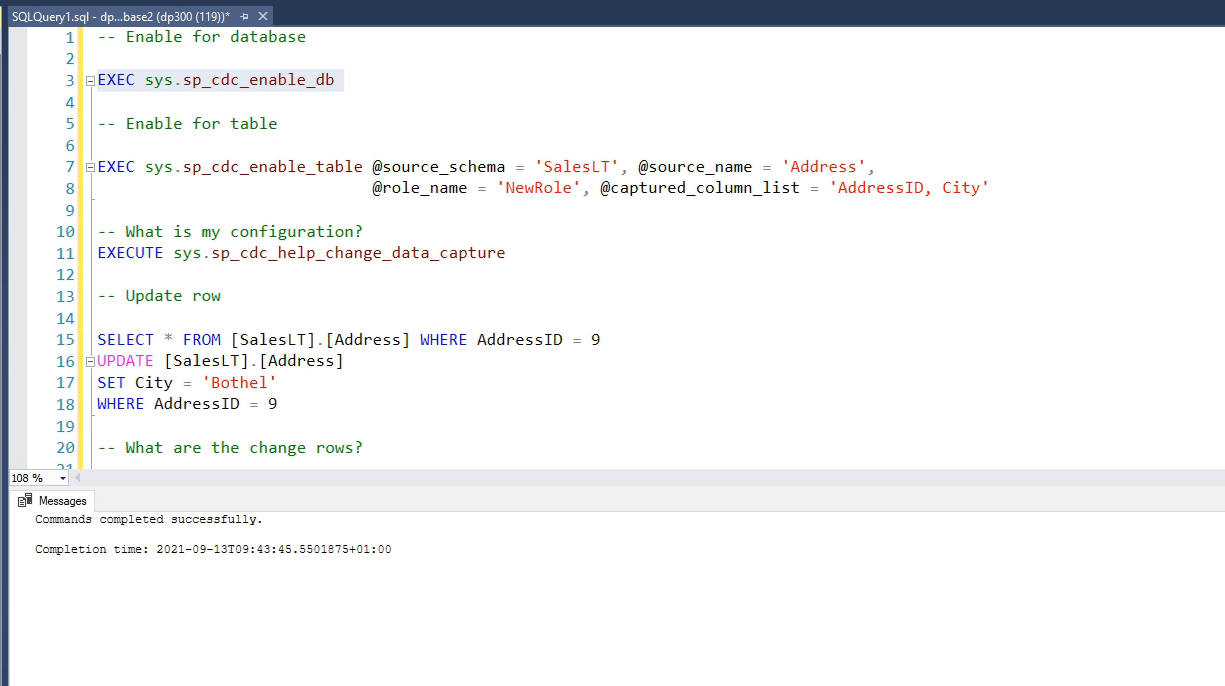 SQLQuery1.sql - dp...base2 (dp300 (119))*
1 -- Enable for database
2
3 EXEC sys.sp_cdc_enable_db
4
5 -- Enable for table
6
7 EXEC sys.sp_cdc_enable_table @source_schema = 'SalesLT', @source_name = 'Address',
8 @role_name = 'NewRole', @captured_column_list = 'AddressID, City'
9
10 -- What is my configuration?
11 EXECUTE sys.sp_cdc_help_change_data_capture
12
13 -- Update row
14
15 SELECT * FROM [SalesLT].[Address] WHERE AddressID = 9
16 UPDATE [SalesLT].[Address]
17 SET City = 'Bothel'
18 WHERE AddressID = 9
19
20 -- What are the change rows?
21
108 %
Messages
Commands completed successfully.
Completion time: 2021-09-13T09:43:45.5501875+01:00